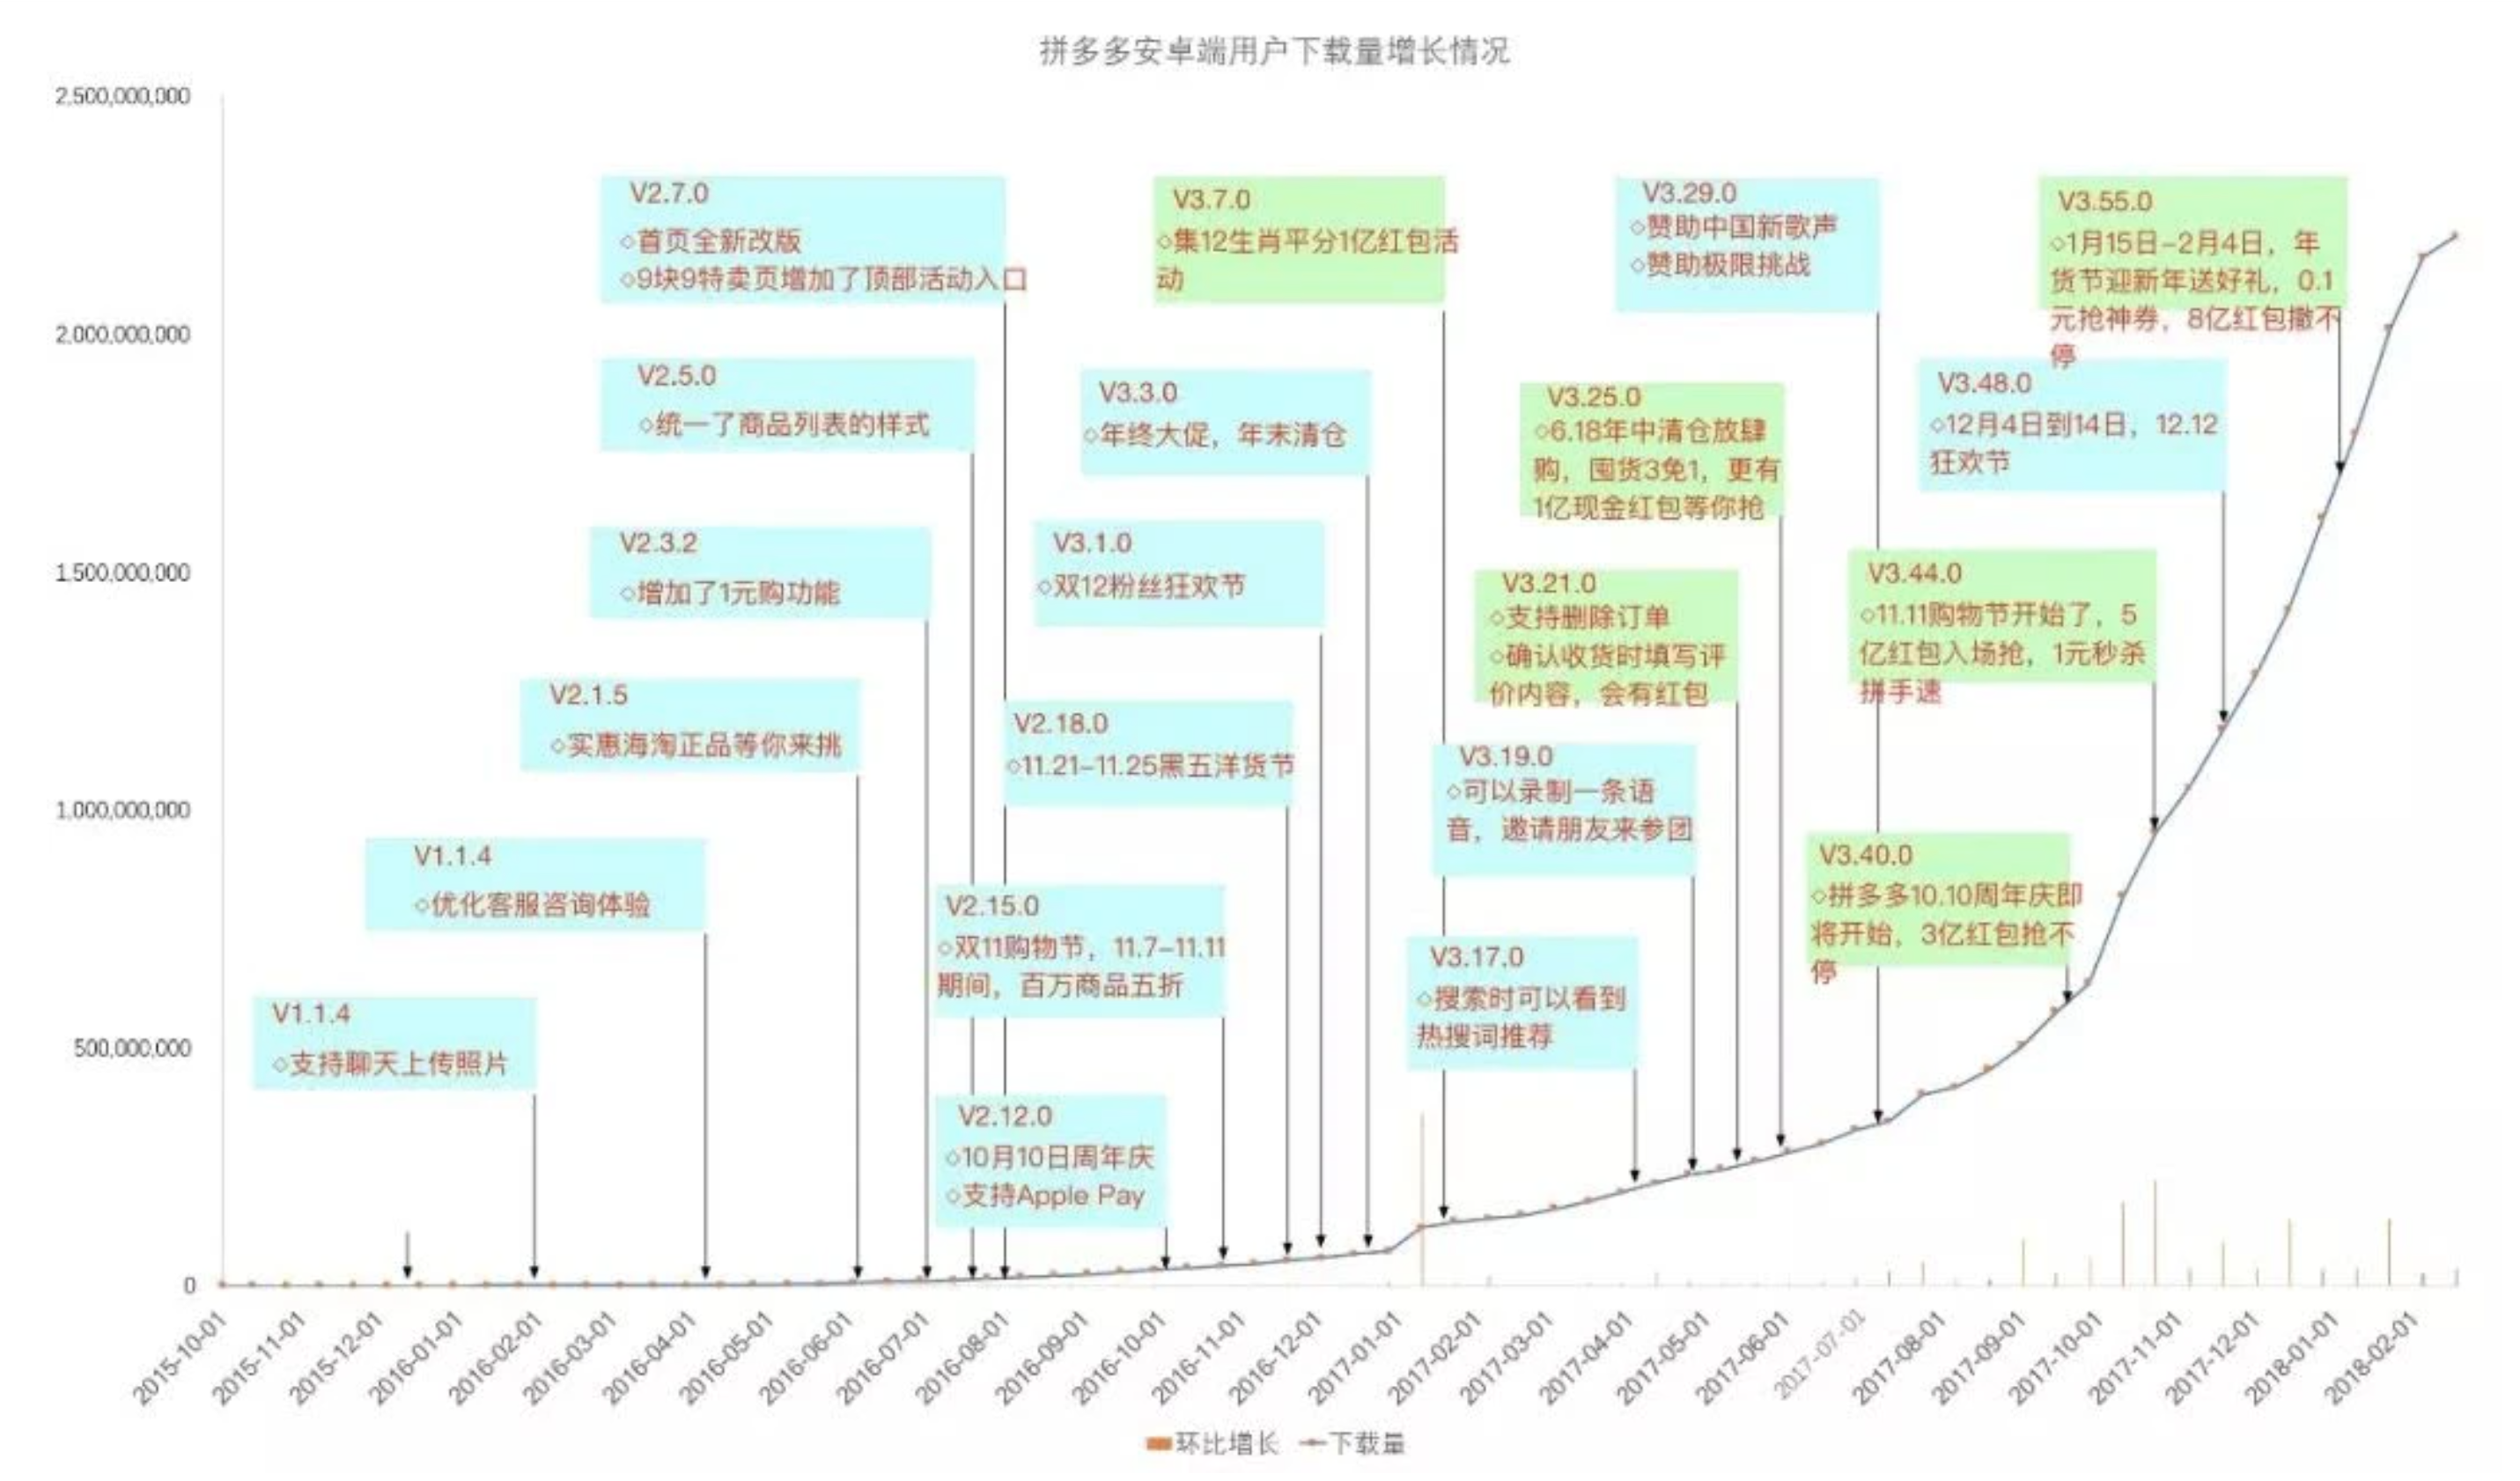 拼多多安卓端用户下载量增长情况
2,500,000,000
2,000,000,000
1,500,000,000
1,000,000,000
500,000,000
0
V2.7.0
◇首页全新改版
◇9块9特卖页增加了顶部活动入口
V2.5.0
◇统一了商品列表的样式
V2.3.2
◇增加了1元购功能
V2.1.5
◇实惠海淘正品等你来挑
V1.1.4
◇优化客服咨询体验
V1.1.4
◇支持聊天上传照片
V3.7.0
◇集12生肖平分1亿红包活
动
V3.3.0
◇年终大促，年末清仓
V3.1.0
◇双12粉丝狂欢节
V2.18.0
◇11.21-11.25黑五洋货节
V2.15.0
◇双11购物节，11.7-11.11
期间，百万商品五折
V2.12.0
◇10月10日周年庆
◇支持Apple Pay
V3.29.0
◇赞助中国新歌声
◇赞助极限挑战
V3.25.0
◇6.18年中清仓放肆
购，囤货3免1，更有
1亿现金红包等你抢
V3.21.0
◇支持删除订单
◇确认收货时填写评
价内容，会有红包
V3.19.0
◇可以录制一条语
音，邀请朋友来参团
V3.17.0
◇搜索时可以看到
热搜词推荐
V3.55.0
◇1月15日-2月4日，年
货节迎新年送好礼，0.1
元抢神券，8亿红包撒不
停
V3.48.0
◇12月4日到14日，12.12
狂欢节
V3.44.0
◇11.11购物节开始了，5
亿红包入场抢，1元秒杀
拼手速
V3.40.0
◇拼多多10.10周年庆即
将开始，3亿红包抢不
停
2015-10-01
2015-11-01
2015-12-01
2016-01-01
2016-02-01
2016-03-01
2016-04-01
2016-05-01
2016-06-01
2016-07-01
2016-08-01
2016-09-01
2016-10-01
2016-11-01
2016-12-01
2017-01-01
2017-02-01
2017-03-01
2017-04-01
2017-05-01
2017-06-01
2017-07-01
2017-08-01
2017-09-01
2017-10-01
2017-11-01
2017-12-01
2018-01-01
2018-02-01
环比增长 下载量